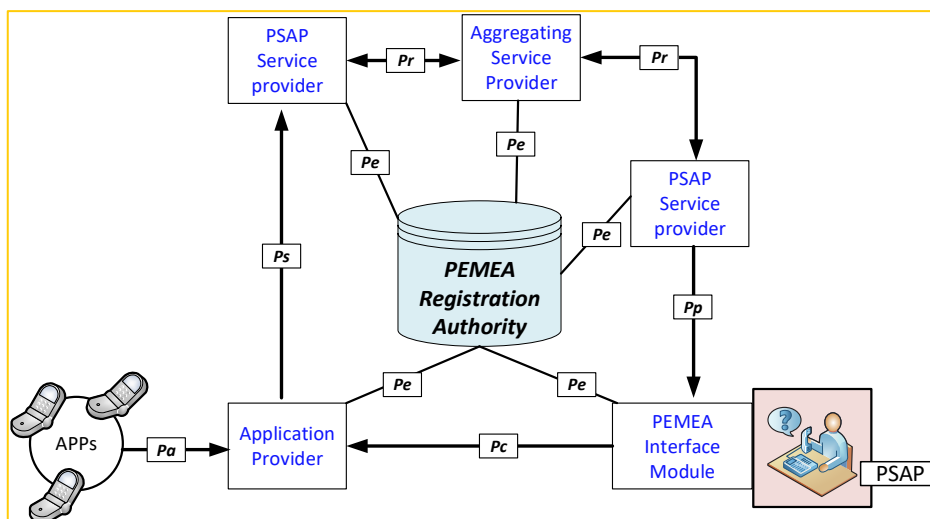 PSAP
Service
provider
Pr
Aggregating
Service
Provider
Pr
Pe
Pe
PSAP
Service
provider
Pe
Ps
PEMEA
Registration
Authority
Pp
Pe
Pe
APPs
Pa
Application
Provider
Pc
PEMEA
Interface
Module
?
PSAP